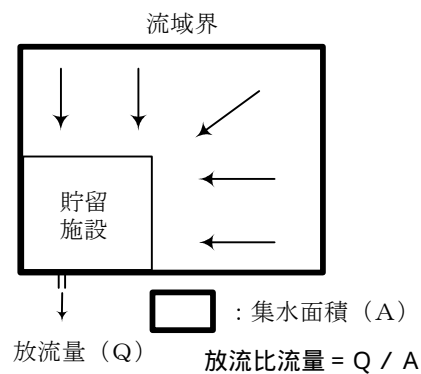 流域界
貯留
施設
：集水面積（A）
放流量（Q）
放流比流量 = Q / A